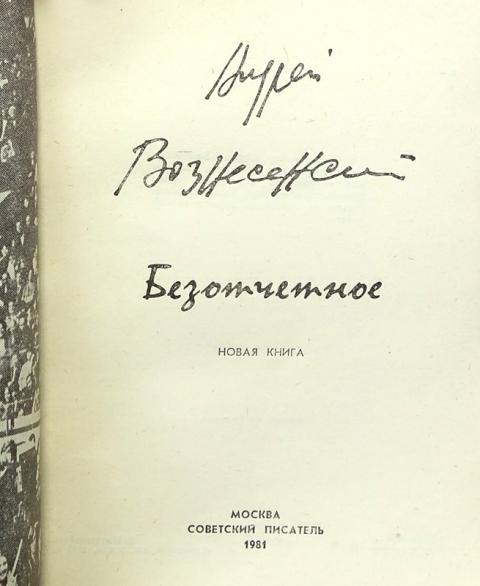 Андрей
Вознесенский
Безотчетное
НОВАЯ КНИГА
МОСКВА
СОВЕТСКИЙ ПИСАТЕЛЬ
1981